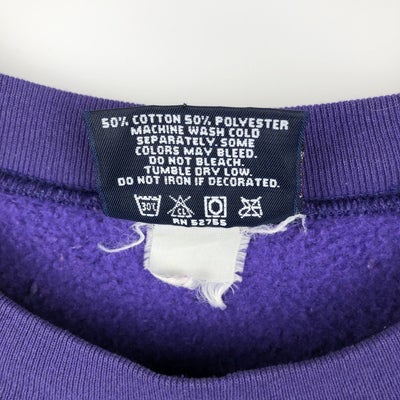 50% COTTON 50% POLYESTER
MACHINE WASH COLD
SEPARATELY. SOME
COLORS MAY BLEED.
DO NOT BLEACH.
TUMBLE DRY LOW.
DO NOT IRON IF DECORATED.
30°C CL
RN 52755